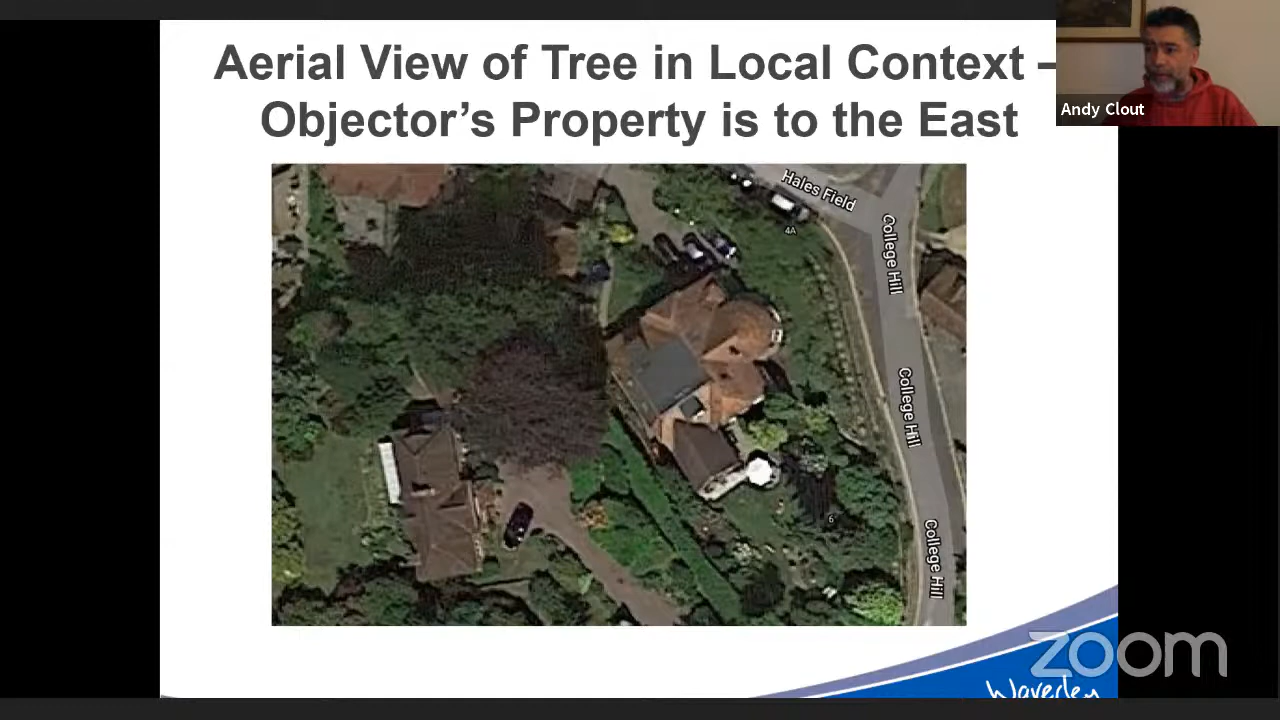 Aerial View of Tree in Local Context –
Objector's Property is to the East
Andy Clout
Hales Field
4A
College Hill
College Hill
6
College Hill
zoom
Waverley